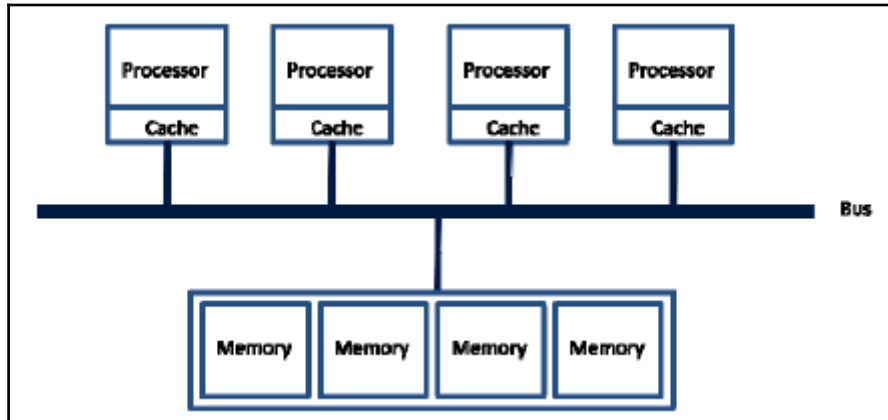 Processor Processor Processor Processor
Cache Cache Cache Cache
Bus
Memory Memory Memory Memory